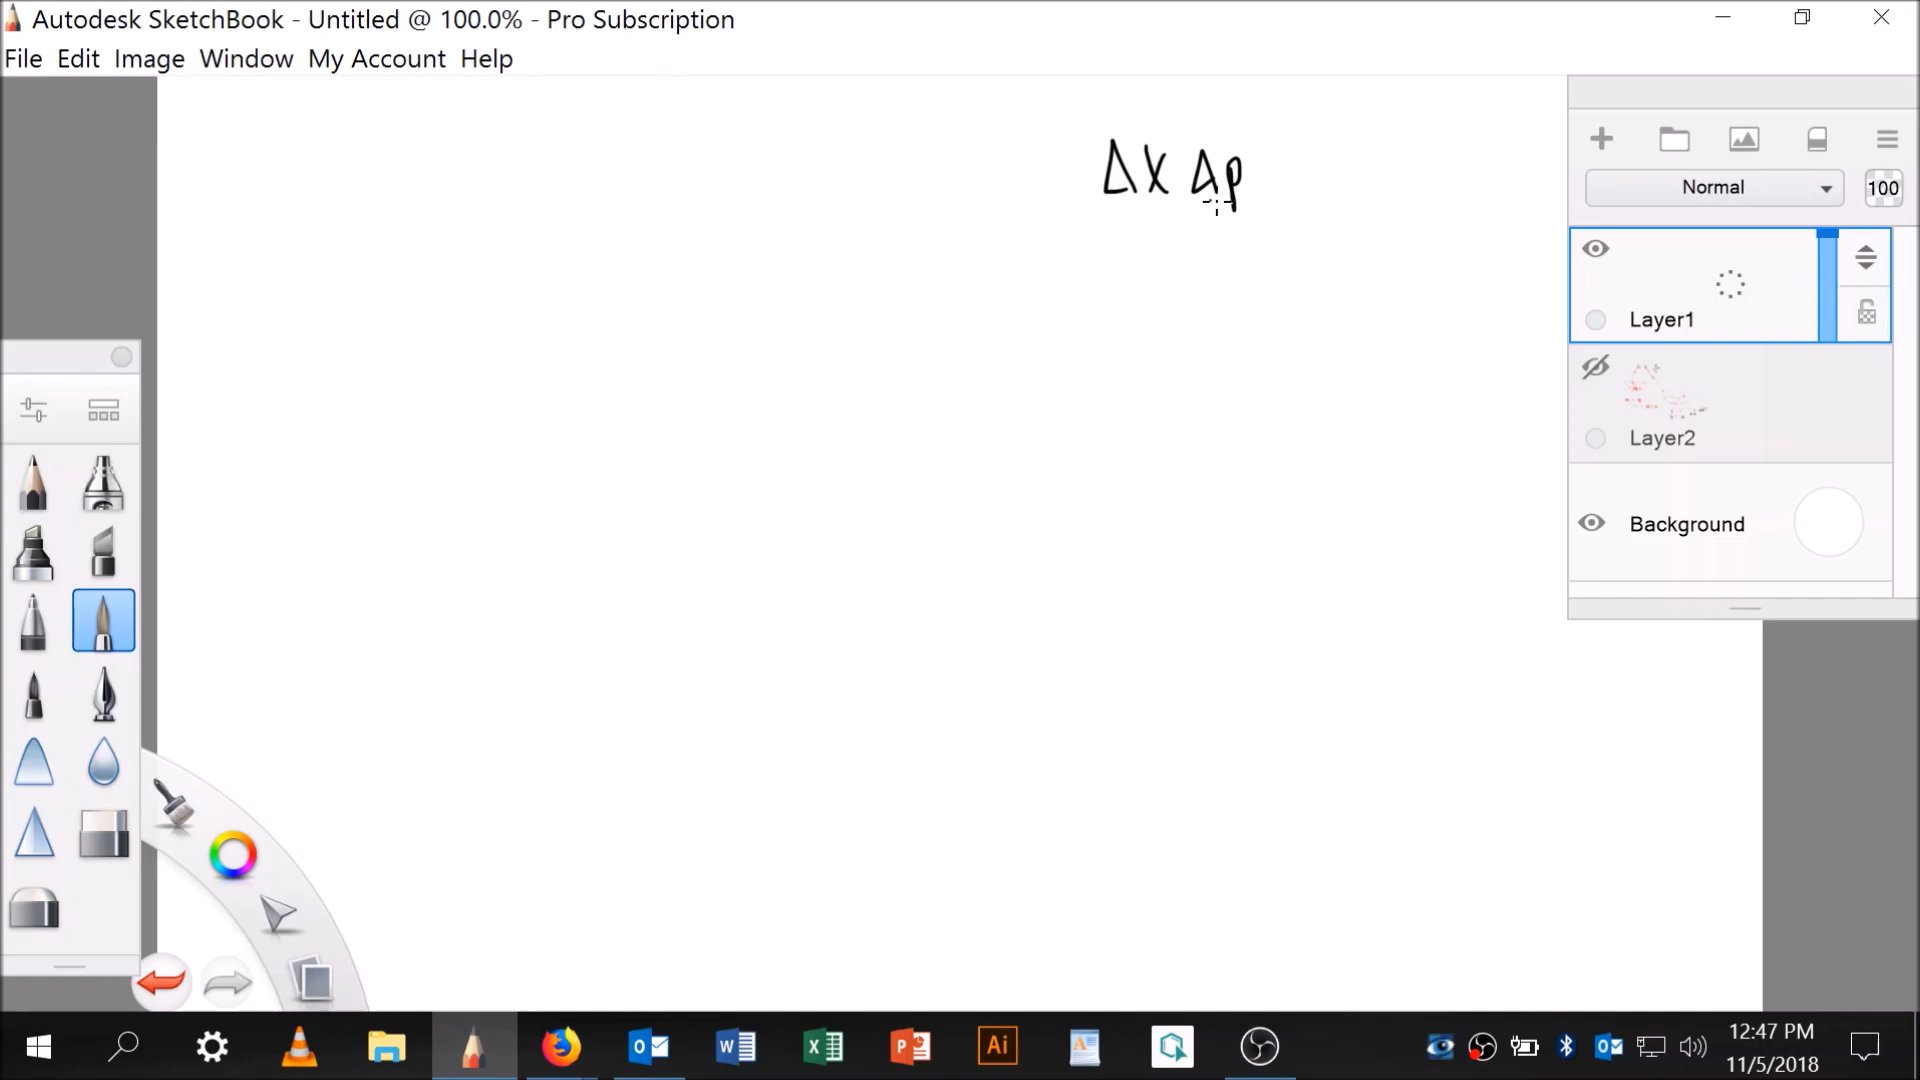 Autodesk SketchBook - Untitled @ 100.0% - Pro Subscription
File Edit Image Window My Account Help
Δx Δp
Normal 100
Layer1
Layer2
Background
12:47 PM
11/5/2018